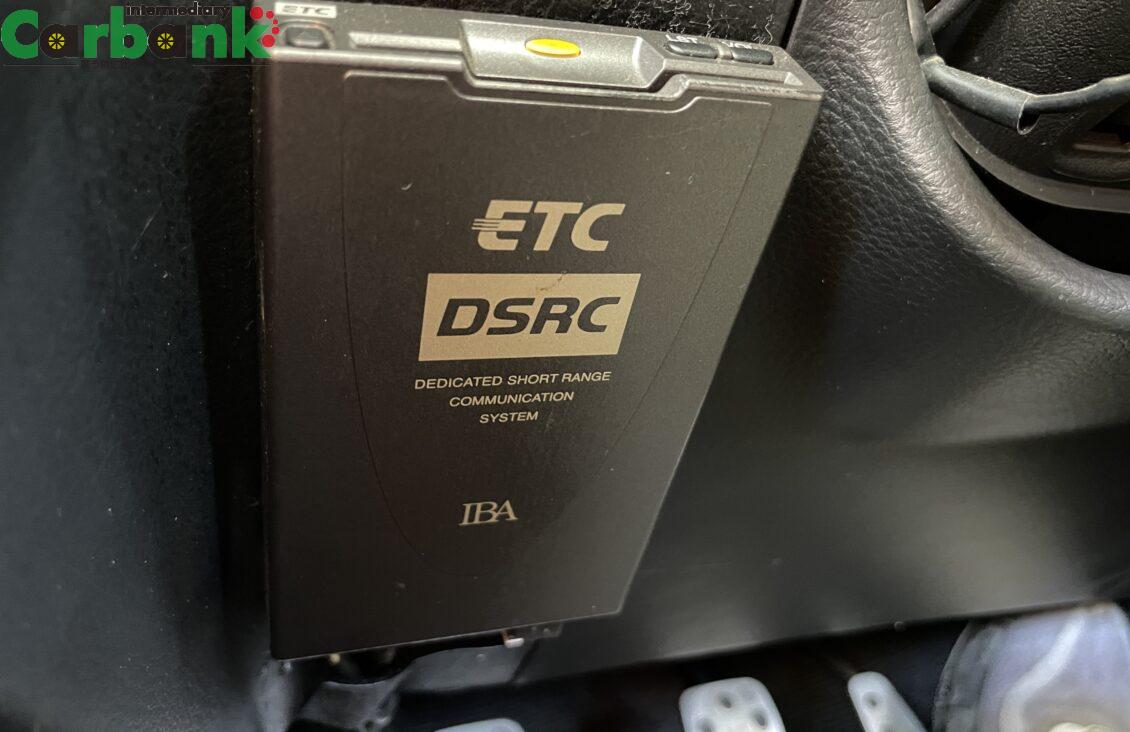 intermediary
Carbank
ETC
ETC
DSRC
DEDICATED SHORT RANGE
COMMUNICATION
SYSTEM
IBA